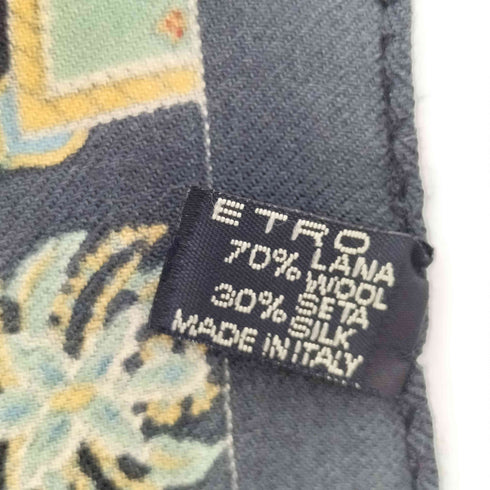 ETRO
70% LANA
WOOL
30% SETA
SILK
MADE IN ITALY